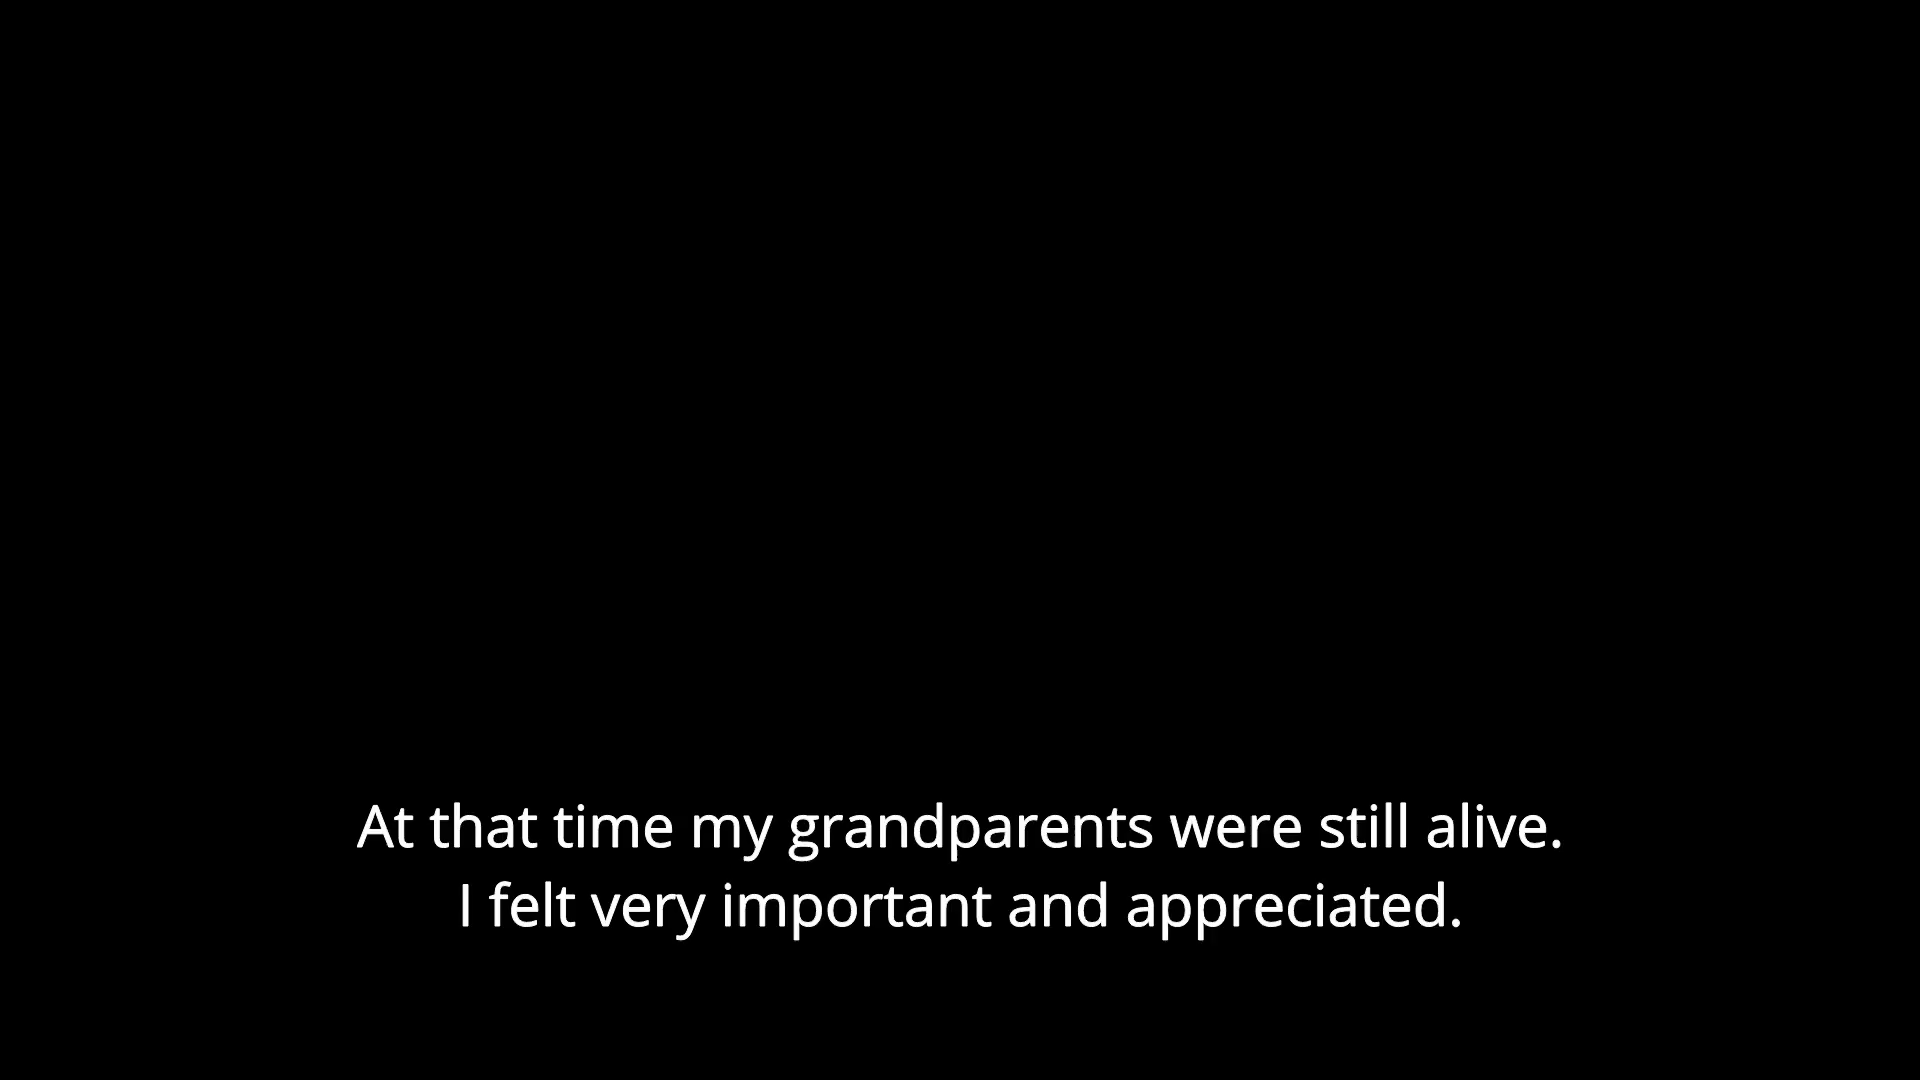 At that time my grandparents were still alive.
I felt very important and appreciated.